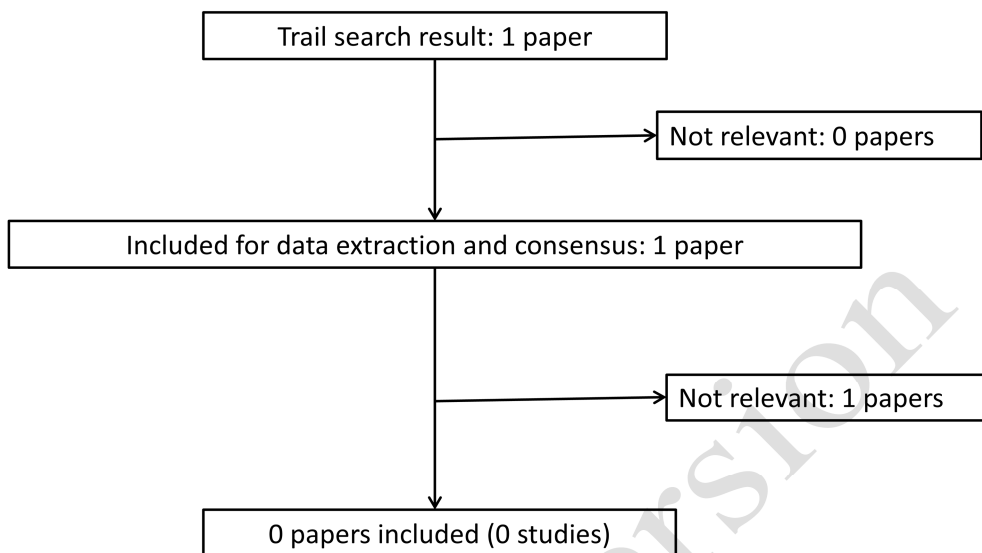 Trail search result: 1 paper
Not relevant: 0 papers
Included for data extraction and consensus: 1 paper
Not relevant: 1 papers
0 papers included (0 studies)